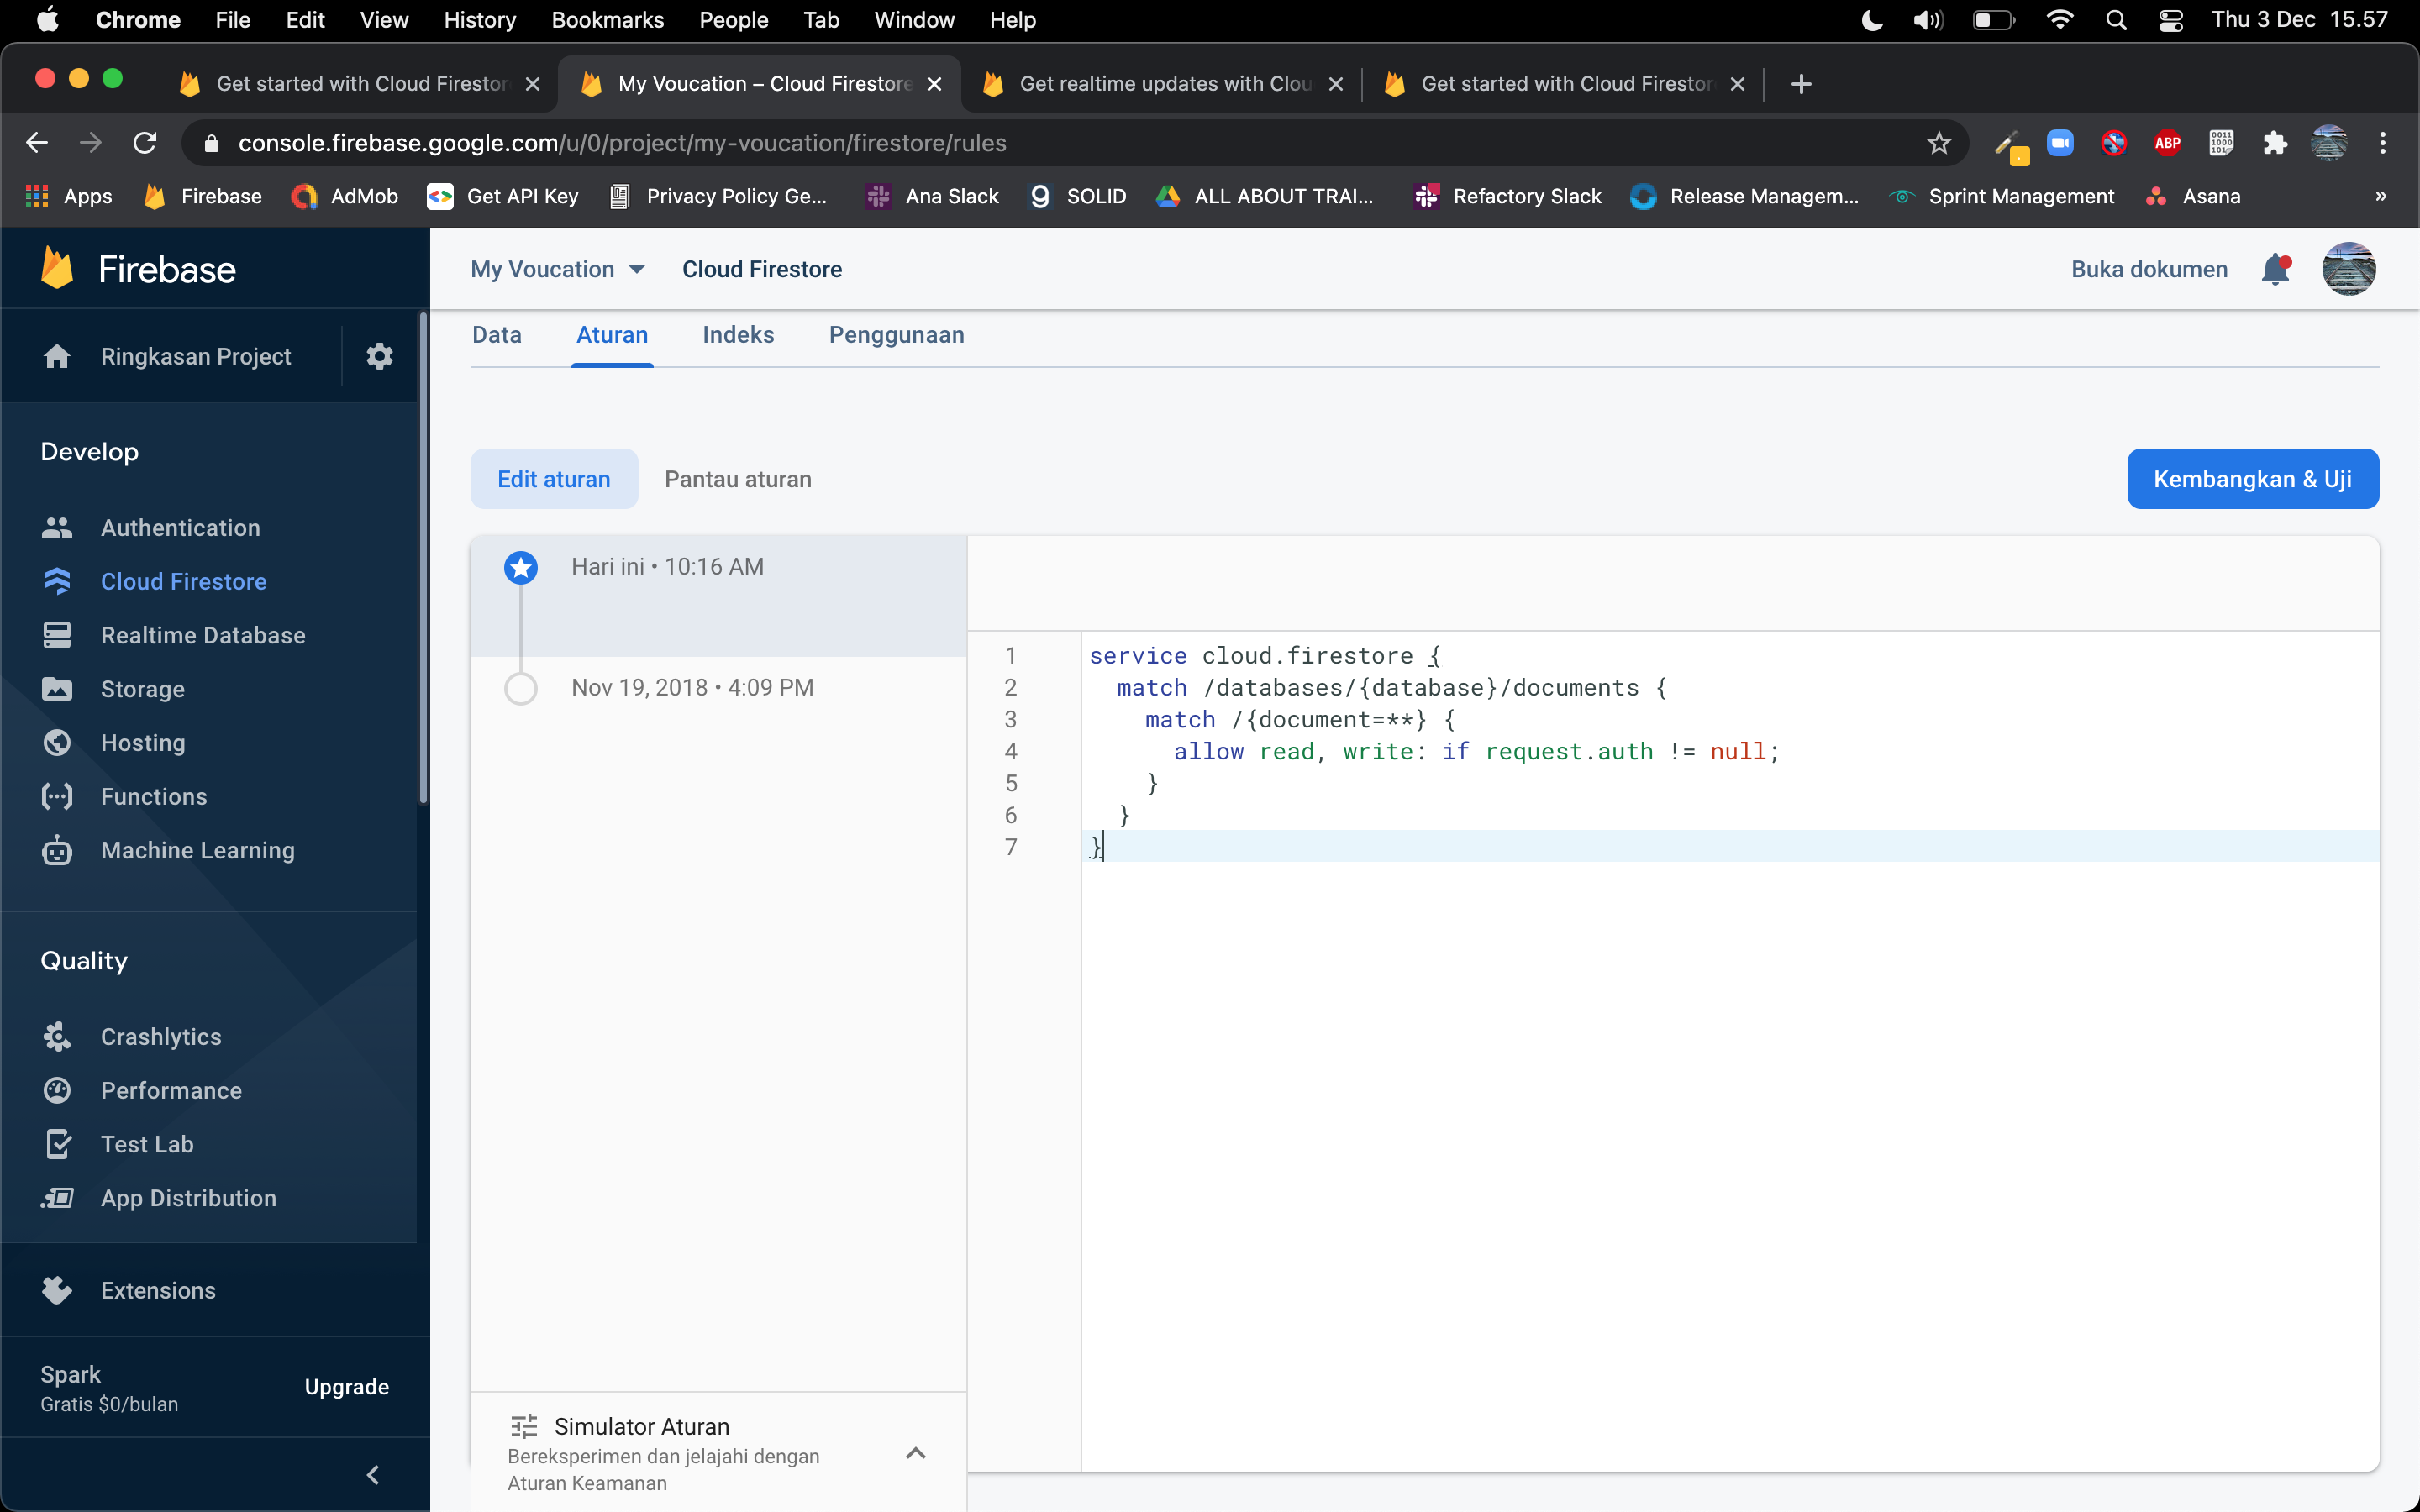 Chrome File Edit View History Bookmarks People Tab Window Help Thu 3 Dec 15.57
Get started with Cloud Firestor My Voucation – Cloud Firestore Get realtime updates with Clou Get started with Cloud Firestor
console.firebase.google.com/u/0/project/my-voucation/firestore/rules
ABP
0011 1000 101
Apps Firebase AdMob Get API Key Privacy Policy Ge... Ana Slack SOLID ALL ABOUT TRAI... Refactory Slack Release Managem... Sprint Management Asana »
Firebase
My Voucation Cloud Firestore Buka dokumen
Ringkasan Project
Data Aturan Indeks Penggunaan
Develop
Authentication
Cloud Firestore
Realtime Database
Storage
Hosting
Functions
Machine Learning
Quality
Crashlytics
Performance
Test Lab
App Distribution
Extensions
Spark
Gratis $0/bulan
Upgrade
Edit aturan Pantau aturan Kembangkan & Uji
Hari ini • 10:16 AM
Nov 19, 2018 • 4:09 PM
1 service cloud.firestore {
2 match /databases/{database}/documents {
3 match /{document=**} {
4 allow read, write: if request.auth != null;
5 }
6 }
7 }
Simulator Aturan
Bereksperimen dan jelajahi dengan
Aturan Keamanan